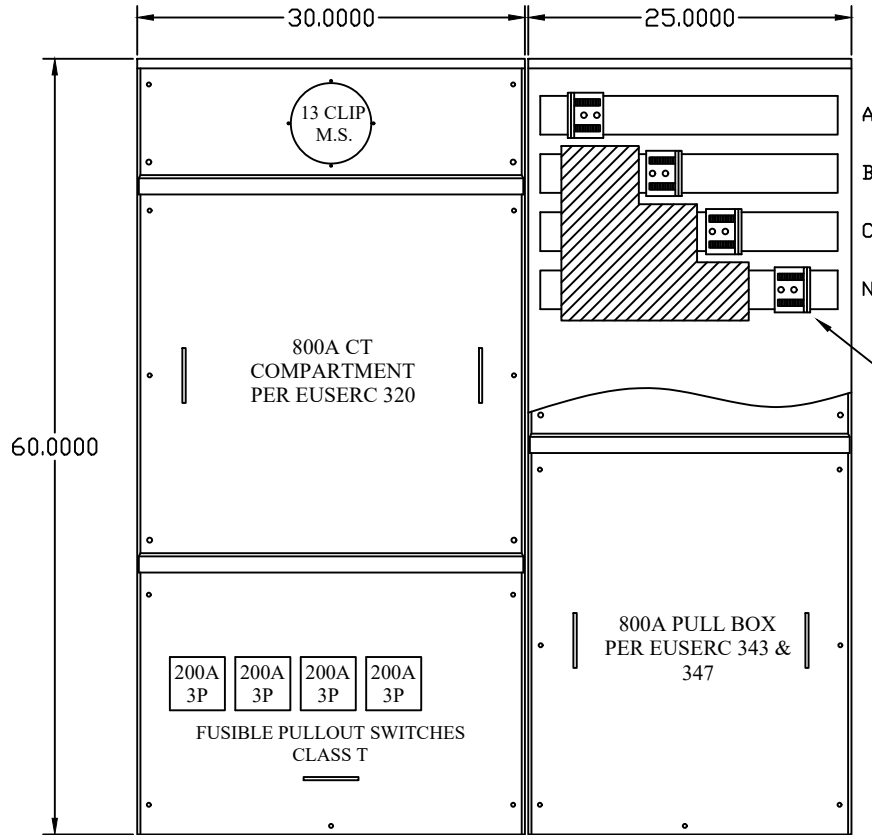 30.0000
25.0000
13 CLIP
M.S.
A
B
C
N
800A CT
COMPARTMENT
PER EUSERC 320
60.0000
800A PULL BOX
PER EUSERC 343 &
347
200A
3P
200A
3P
200A
3P
200A
3P
FUSIBLE PULLOUT SWITCHES
CLASS T